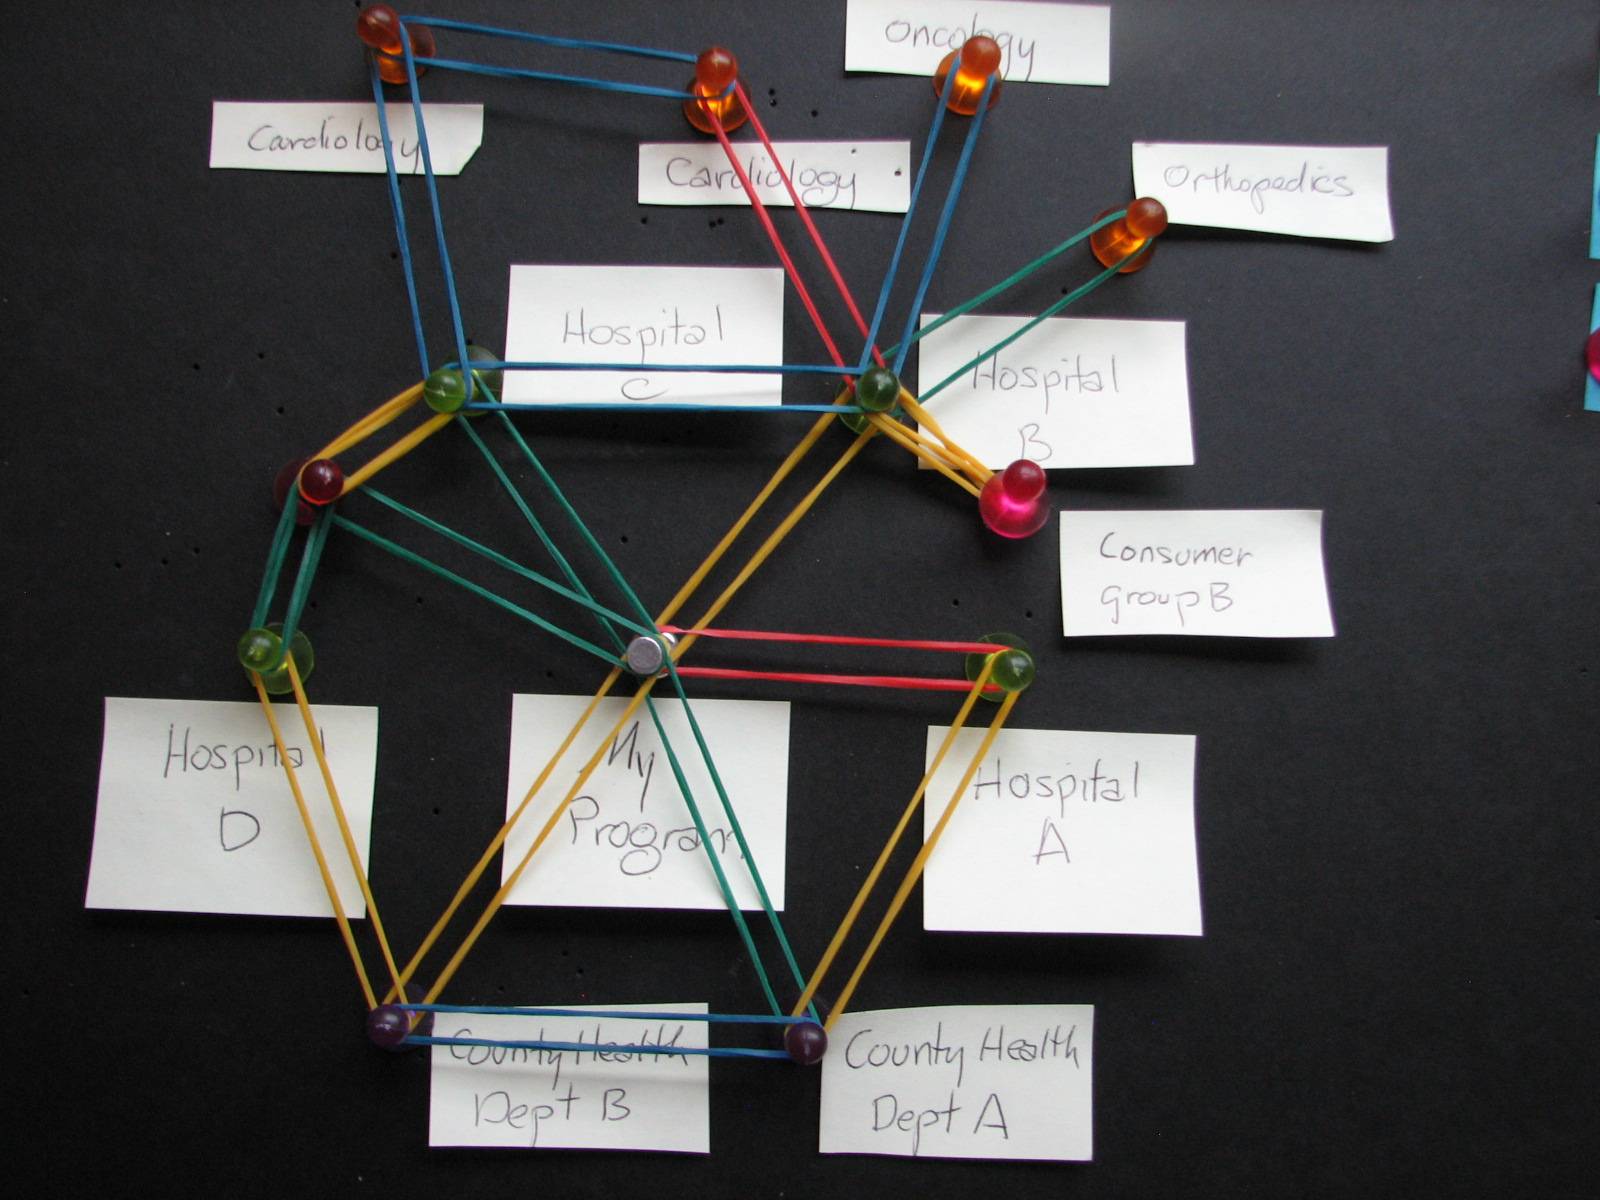 Oncology
Cardiology
Cardiology
Orthopedics
Hospital
C
Hospital
B
Consumer
group B
Hospital
D
My
Program
Hospital
A
County Health
Dept B
County Health
Dept A